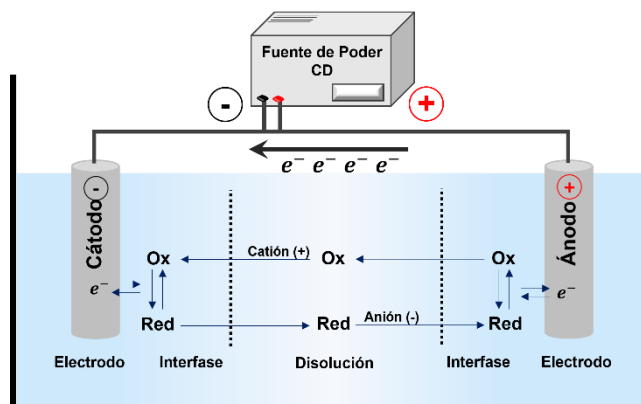 Fuente de Poder
CD
-
+
e⁻ e⁻ e⁻ e⁻
Cátodo -
Ánodo +
Ox
Catión (+)
Ox
Ox
e⁻
e⁻
Red
Red
Anión (-)
Red
Electrodo
Interfase
Disolución
Interfase
Electrodo